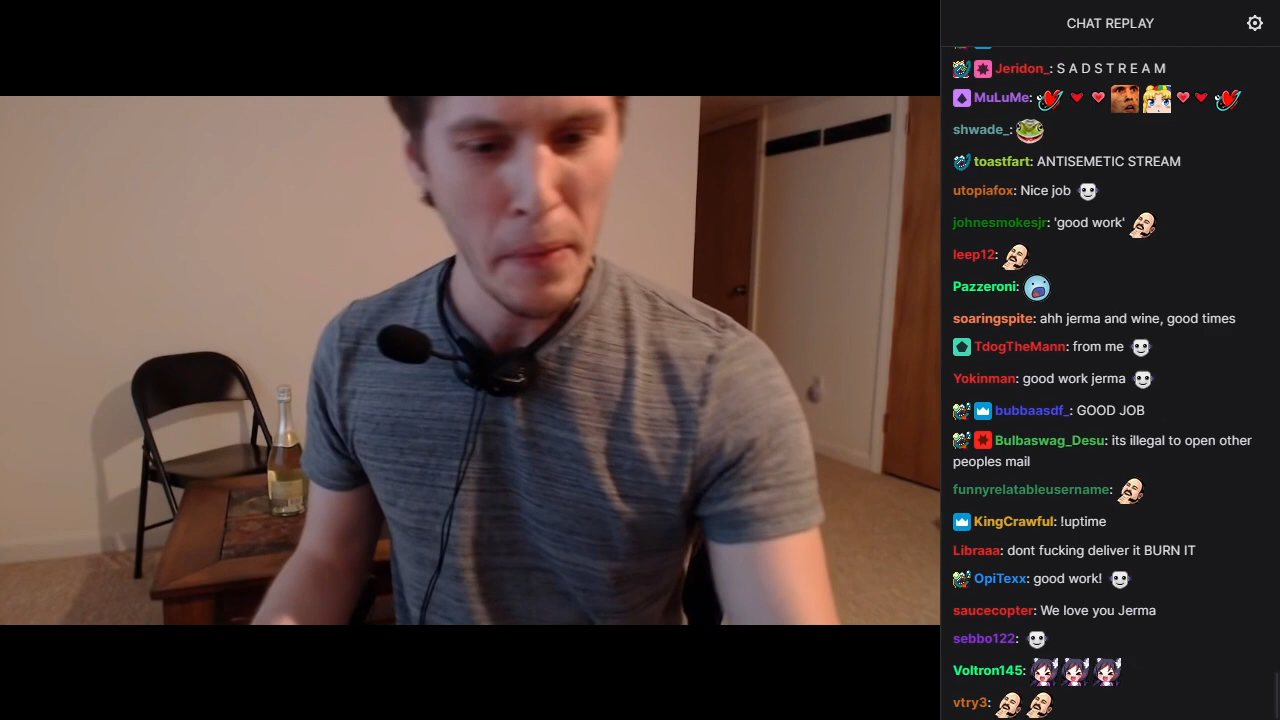 CHAT REPLAY
Jeridon_: S A D S T R E A M
MuLuMe:
shwade_:
toastfart: ANTISEMETIC STREAM
utopiafox: Nice job
johnesmokesjr: 'good work'
leep12:
Pazzeroni:
soaringspite: ahh jerma and wine, good times
TdogTheMann: from me
Yokinman: good work jerma
bubbaasdf_: GOOD JOB
Bulbaswag_Desu: its illegal to open other
peoples mail
funnyrelatableusername:
KingCrawful: !uptime
Libraaa: dont fucking deliver it BURN IT
OpiTexx: good work!
saucecopter: We love you Jerma
sebbo122:
Voltron145:
vtry3: